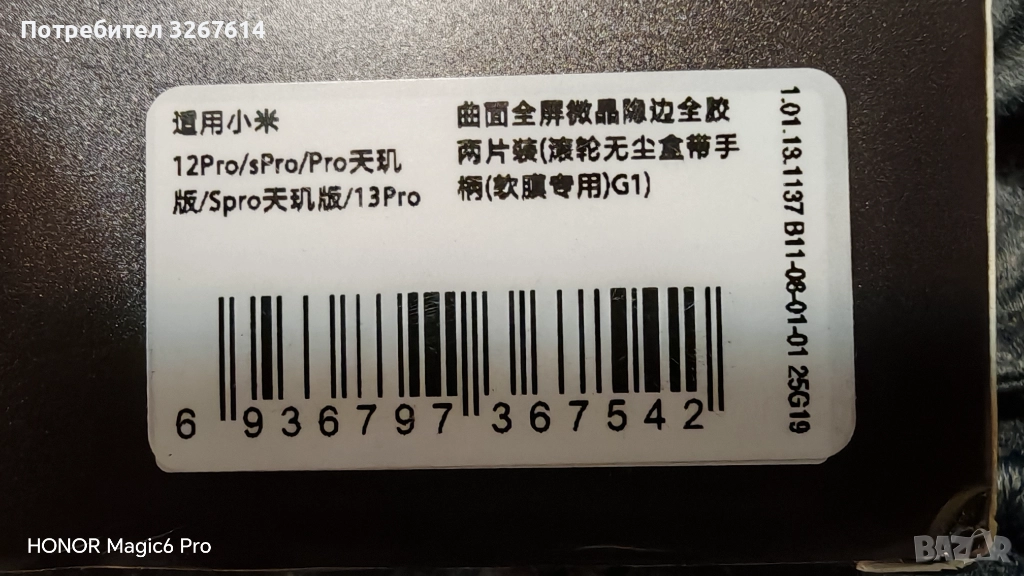 Потребител 3267614
适用小米
12Pro/sPro/Pro天玑
版/Spro天玑版/13Pro
曲面全屏微晶隐边全胶
两片装(滚轮无尘盒带手
柄(软膜专用)G1)
1.01.13.1137 B11-08-01-01 25G19
6 936797 367542
HONOR Magic6 Pro
BAZAR